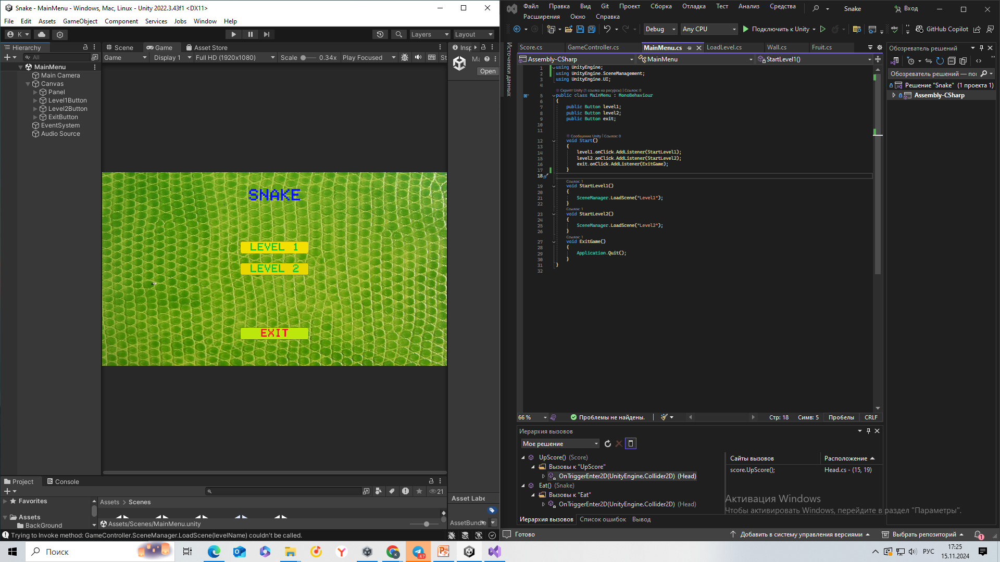 Snake - MainMenu - Windows, Mac, Linux - Unity 2022.3.43f1 <DX11>
File Edit Assets GameObject Component Services Jobs Window Help
K
Layers
Layout
Hierarchy
All
MainMenu
Main Camera
Canvas
Panel
Level1Button
Level2Button
ExitButton
EventSystem
Audio Source
Scene Game Asset Store
Game Display 1 Full HD (1920x1080) Scale 0.34x Play Focused St
SNAKE
LEVEL 1
LEVEL 2
EXIT
Insp
Open
Project Console
21
Favorites
Assets
BackGround
Assets > Scenes
Assets/Scenes/MainMenu.unity
Asset Labe
AssetBundle
Trying to Invoke method: GameController.SceneManager.LoadScene(levelName) couldn't be called.
Файл Правка Вид Git Проект Сборка Отладка Тест Анализ Средства
Snake
Вход
Расширения Окно Справка
Debug Any CPU Подключить к Unity
GitHub Copilot
Источники данных
Score.cs GameController.cs MainMenu.cs LoadLevel.cs Wall.cs Fruit.cs
Assembly-CSharp MainMenu StartLevel1()
1 using UnityEngine;
2 using UnityEngine.SceneManagement;
3 using UnityEngine.UI;
4
Скрипт Unity (1 ссылка на ресурсы) | Ссылок: 0
5 public class MainMenu : MonoBehaviour
6 {
7 public Button level1;
8 public Button level2;
9 public Button exit;
10
11
Сообщение Unity | Ссылок: 0
12 void Start()
13 {
14 level1.onClick.AddListener(StartLevel1);
15 level2.onClick.AddListener(StartLevel2);
16 exit.onClick.AddListener(ExitGame);
17 }
18
Ссылок: 1
19 void StartLevel1()
20 {
21 SceneManager.LoadScene("Level1");
22 }
Ссылок: 1
23 void StartLevel2()
24 {
25 SceneManager.LoadScene("Level2");
26 }
Ссылок: 1
27 void ExitGame()
28 {
29 Application.Quit();
30 }
31 }
32
66 % Проблемы не найдены. Стр: 18 Симв: 5 Пробелы CRLF
Иерархия вызовов
Мое решение
UpScore() (Score)
Вызовы к "UpScore"
OnTriggerEnter2D(UnityEngine.Collider2D) (Head)
Eat() (Snake)
Вызовы к "Eat"
OnTriggerEnter2D(UnityEngine.Collider2D) (Head)
Сайты вызовов Расположение
score.UpScore(); Head.cs - (15, 19)
Иерархия вызовов Список ошибок Вывод
Обозреватель решений
Обозреватель решений — по
Решение "Snake" (1 проекта 1)
Assembly-CSharp
Активация Windows
Чтобы активировать Windows, перейдите в раздел "Параметры".
Готово
Добавить в систему управления версиями
Выбрать репозиторий
1
Поиск
67
РУС
17:25
15.11.2024